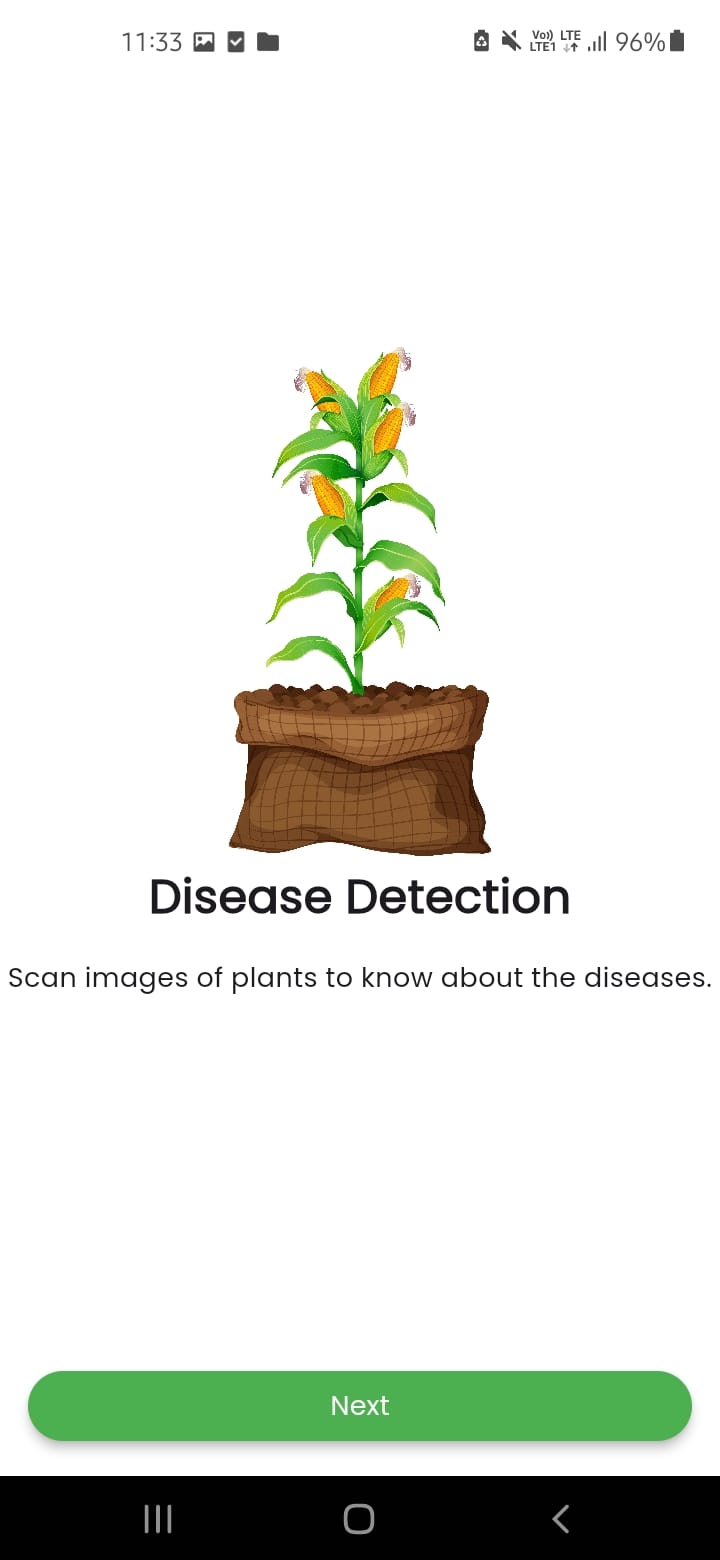 11:33 Vo)) LTE 96%
LTE1
Disease Detection
Scan images of plants to know about the diseases.
Next